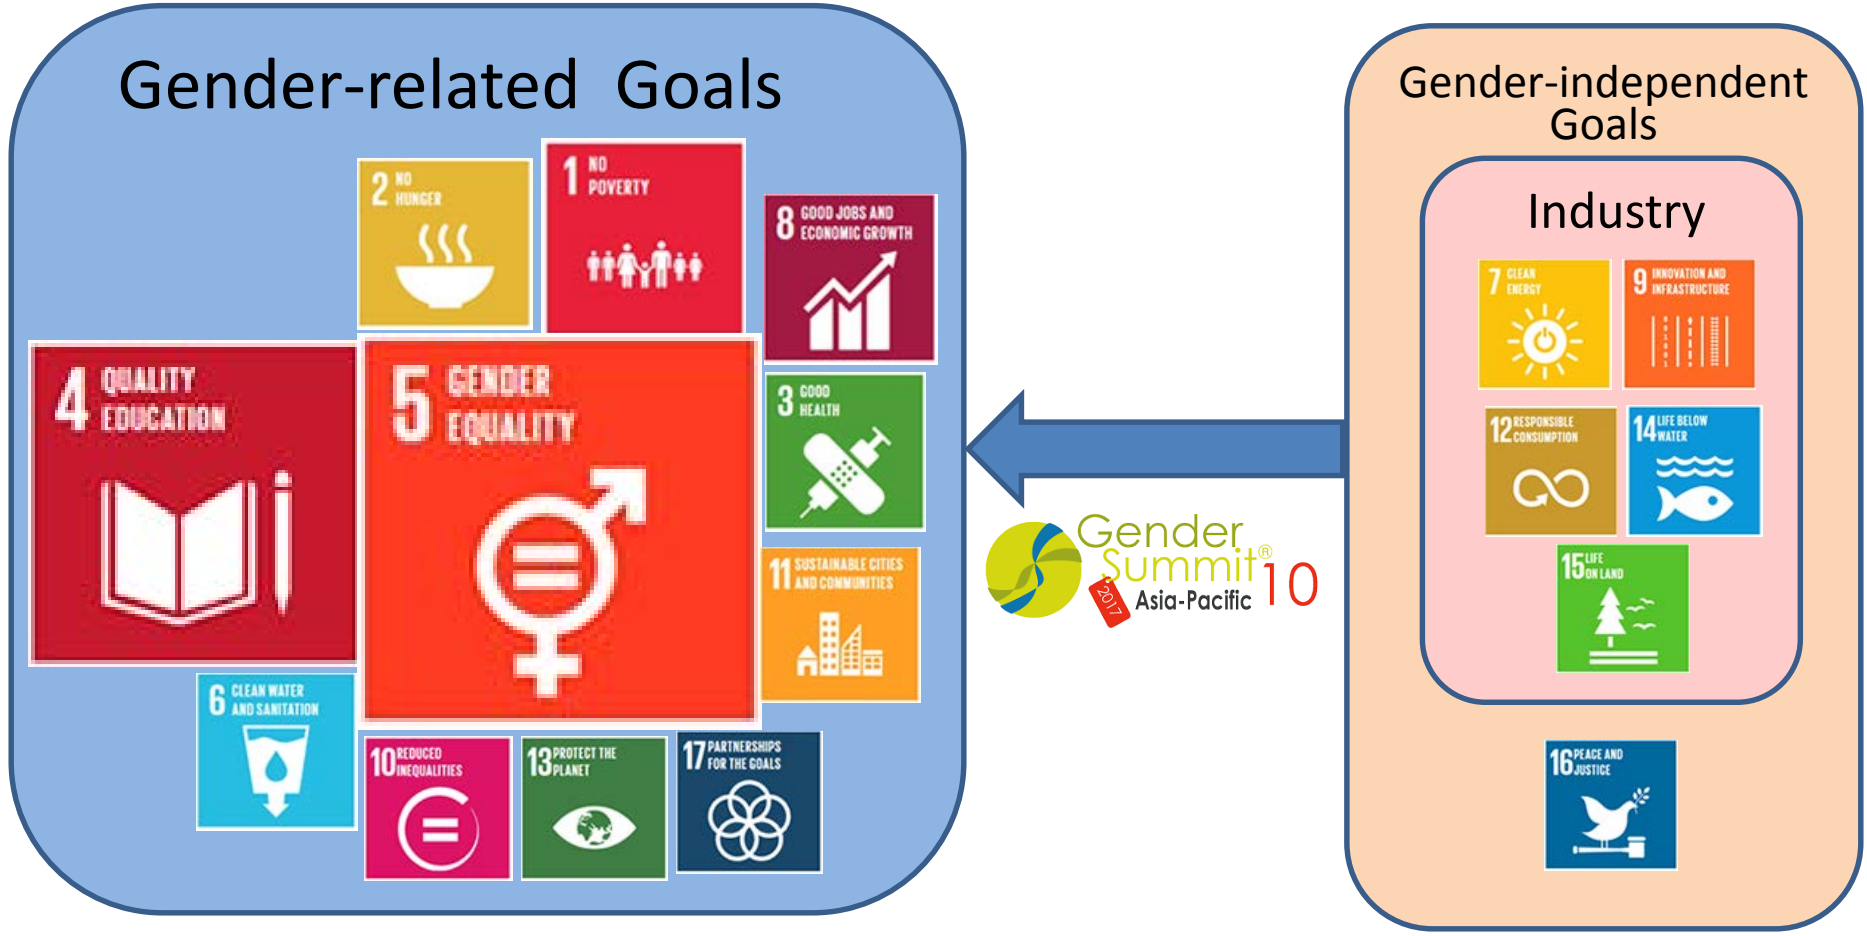 Gender-related Goals
2 NO
HUNGER
1 NO
POVERTY
8 GOOD JOBS AND
ECONOMIC GROWTH
4 QUALITY
EDUCATION
5 GENDER
EQUALITY
3 GOOD
HEALTH
11 SUSTAINABLE CITIES
AND COMMUNITIES
6 CLEAN WATER
AND SANITATION
10 REDUCED
INEQUALITIES
13 PROTECT THE
PLANET
17 PARTNERSHIPS
FOR THE GOALS
Gender
Summit® 10
2017 Asia-Pacific
Gender-independent
Goals
Industry
7 CLEAN
ENERGY
9 INNOVATION AND
INFRASTRUCTURE
12 RESPONSIBLE
CONSUMPTION
14 LIFE BELOW
WATER
15 LIFE
ON LAND
16 PEACE AND
JUSTICE